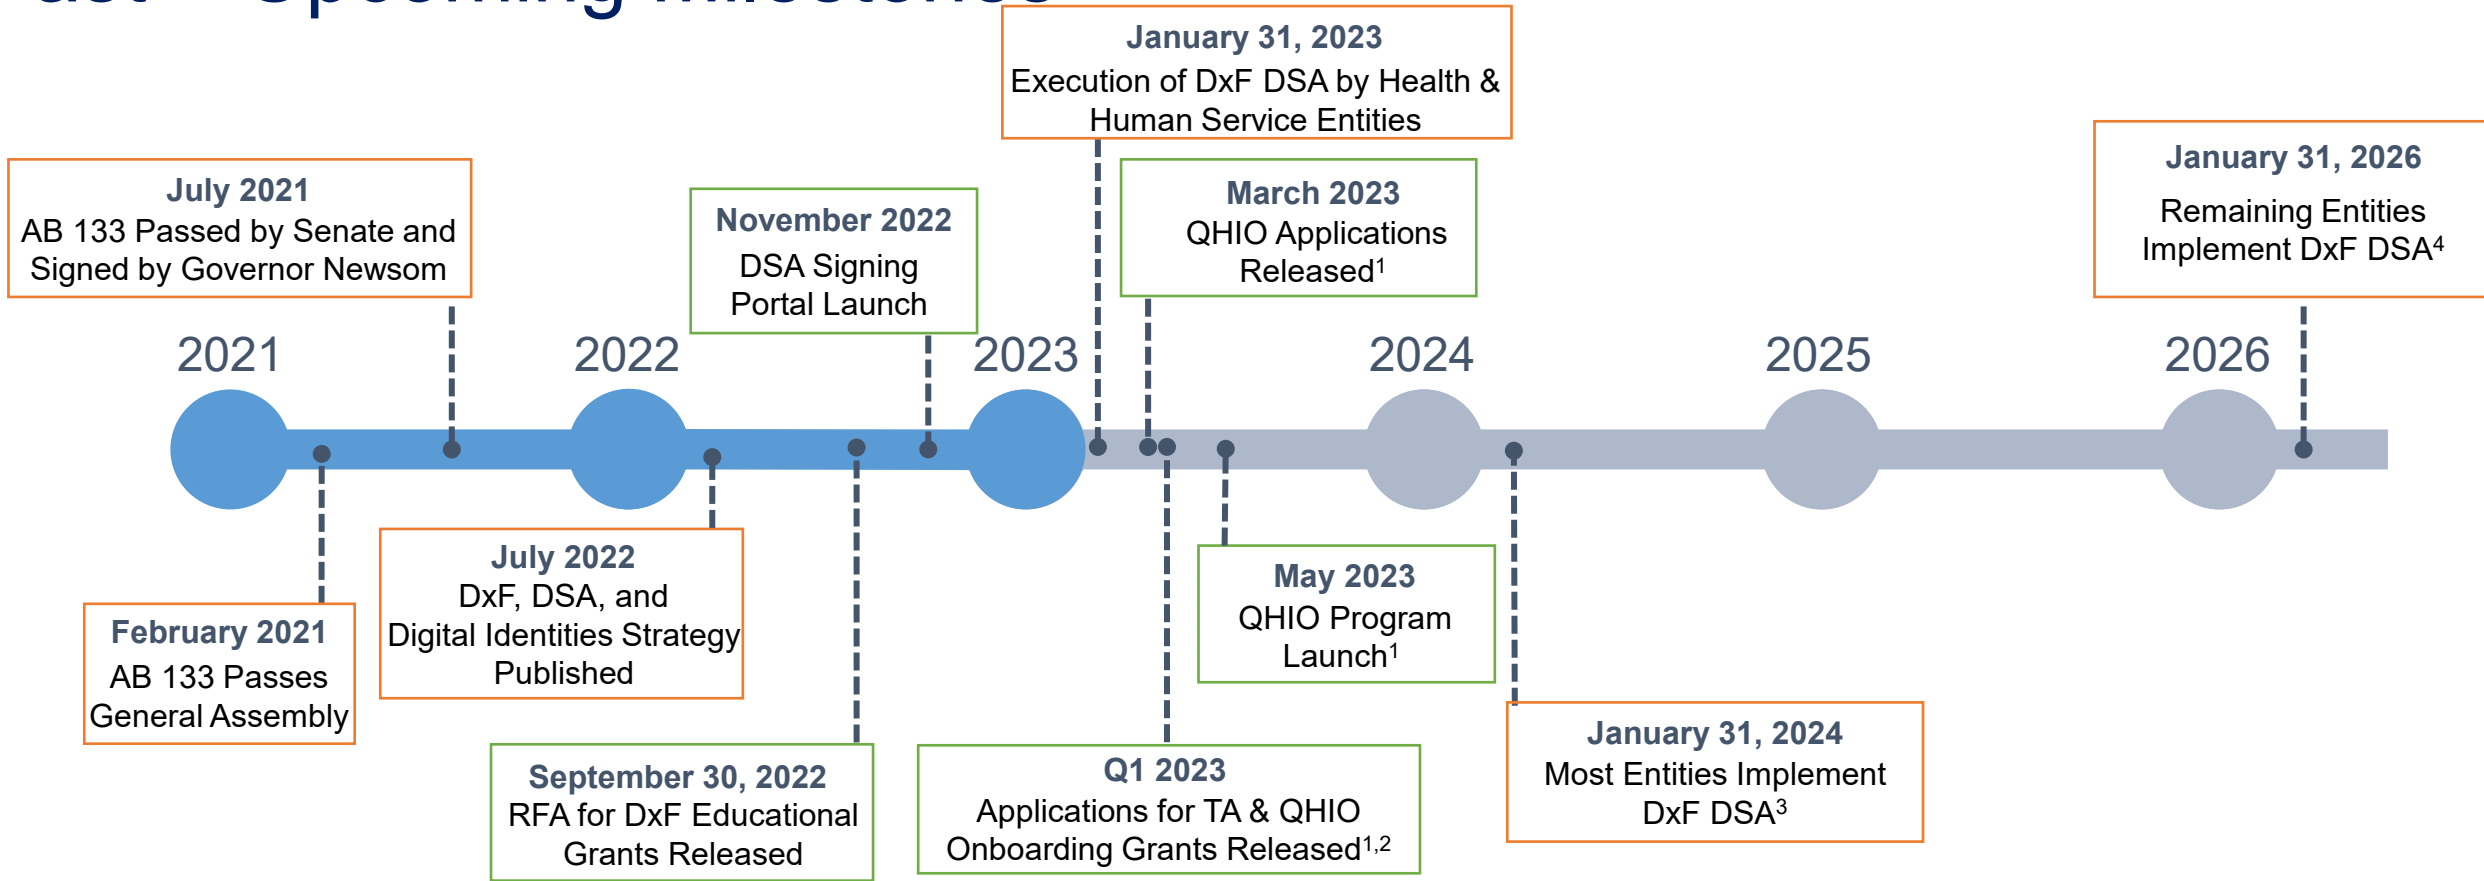 Upcoming Milestones
January 31, 2023
Execution of DxF DSA by Health &
Human Service Entities
July 2021
AB 133 Passed by Senate and
Signed by Governor Newsom
November 2022
DSA Signing
Portal Launch
March 2023
QHIO Applications
Released¹
January 31, 2026
Remaining Entities
Implement DxF DSA⁴
2021
2022
2023
2024
2025
2026
February 2021
AB 133 Passes
General Assembly
July 2022
DxF, DSA, and
Digital Identities Strategy
Published
September 30, 2022
RFA for DxF Educational
Grants Released
Q1 2023
Applications for TA & QHIO
Onboarding Grants Released¹,²
May 2023
QHIO Program
Launch¹
January 31, 2024
Most Entities Implement
DxF DSA³